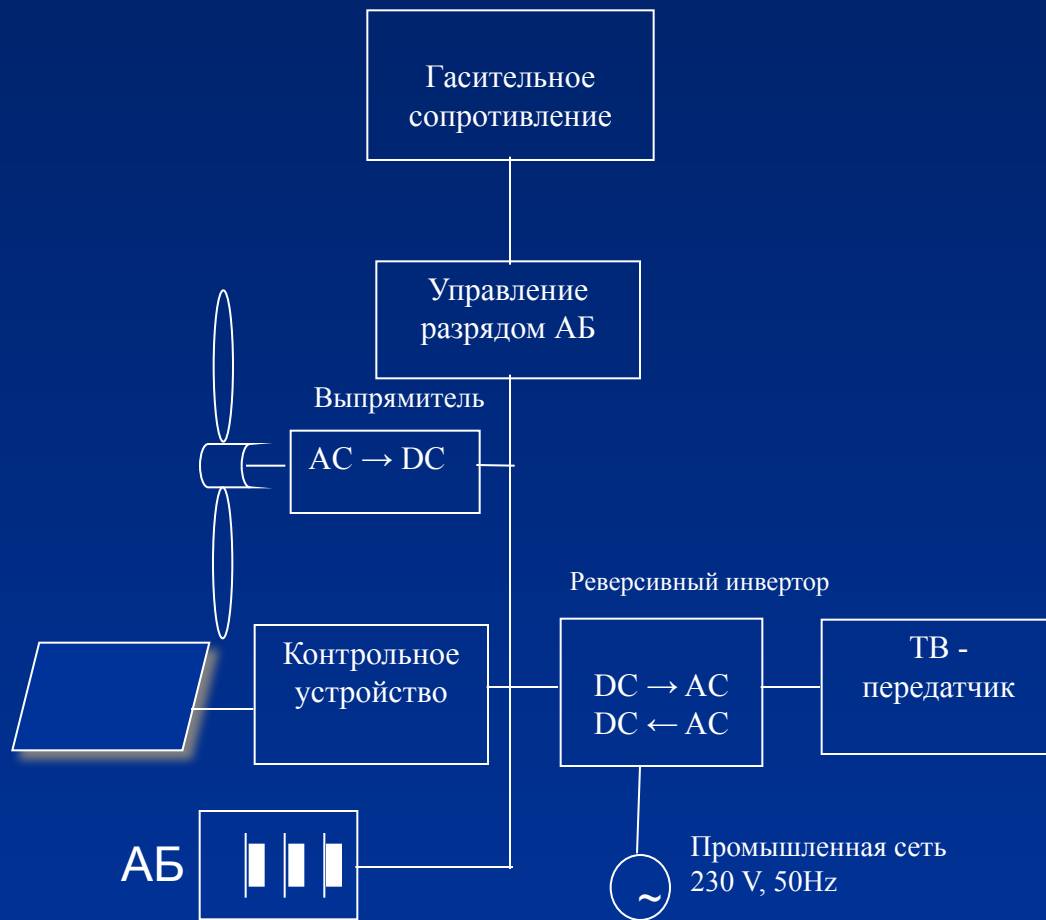 Гасительное
сопротивление
Управление
разрядом АБ
Выпрямитель
AC → DC
Реверсивный инвертор
Контрольное
устройство
DC → AC
DC ← AC
ТВ -
передатчик
АБ
Промышленная сеть
230 V, 50Hz
~